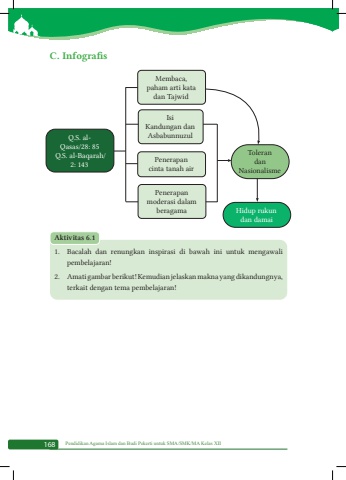 C. Infografis
Membaca,
paham arti kata
dan Tajwid
Isi
Kandungan dan
Asbabunnuzul
Q.S. al-
Qasas/28: 85
Q.S. al-Baqarah/
2: 143
Penerapan
cinta tanah air
Toleran
dan
Nasionalisme
Penerapan
moderasi dalam
beragama
Hidup rukun
dan damai
Aktivitas 6.1
1. Bacalah dan renungkan inspirasi di bawah ini untuk mengawali
pembelajaran!
2. Amati gambar berikut! Kemudian jelaskan makna yang dikandungnya,
terkait dengan tema pembelajaran!
168 Pendidikan Agama Islam dan Budi Pekerti untuk SMA/SMK/MA Kelas XII